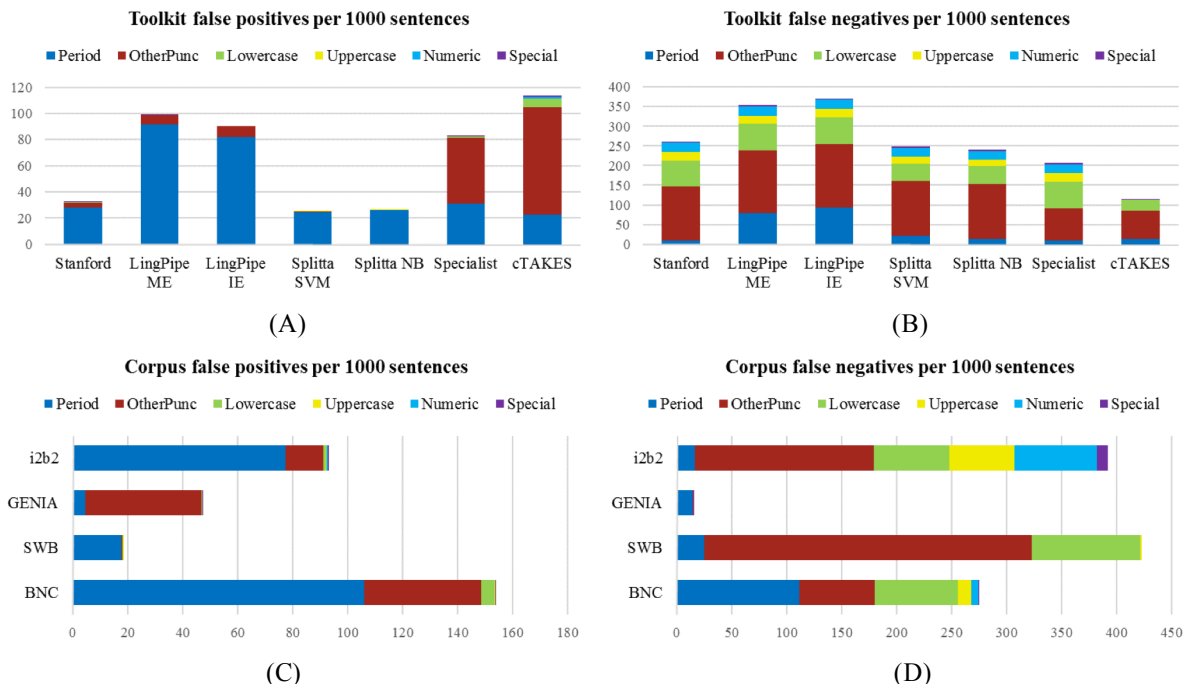 Toolkit false positives per 1000 sentences
Period OtherPunc Lowercase Uppercase Numeric Special
120
100
80
60
40
20
0
Stanford LingPipe ME LingPipe IE Splitta SVM Splitta NB Specialist cTAKES
(A)
Toolkit false negatives per 1000 sentences
Period OtherPunc Lowercase Uppercase Numeric Special
400
350
300
250
200
150
100
50
0
Stanford LingPipe ME LingPipe IE Splitta SVM Splitta NB Specialist cTAKES
(B)
Corpus false positives per 1000 sentences
Period OtherPunc Lowercase Uppercase Numeric Special
i2b2
GENIA
SWB
BNC
0 20 40 60 80 100 120 140 160 180
(C)
Corpus false negatives per 1000 sentences
Period OtherPunc Lowercase Uppercase Numeric Special
i2b2
GENIA
SWB
BNC
0 50 100 150 200 250 300 350 400 450
(D)